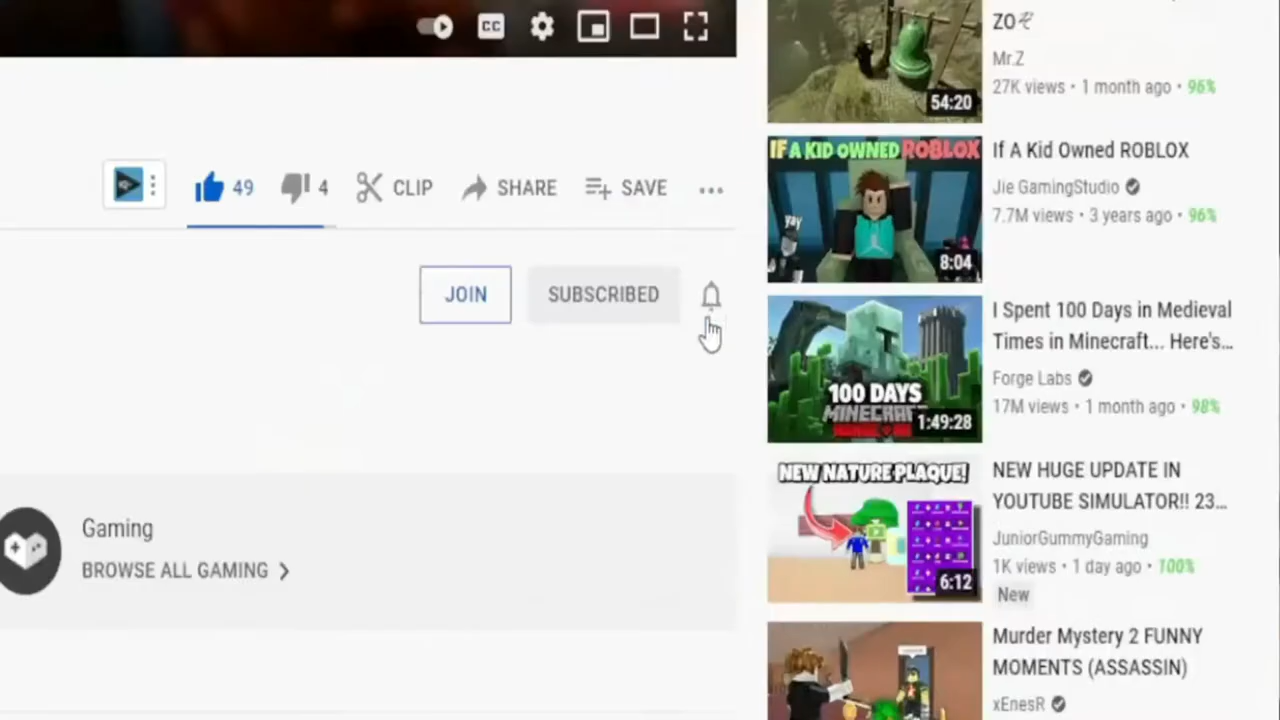 CC
49
4
CLIP
SHARE
SAVE
JOIN
SUBSCRIBED
Gaming
BROWSE ALL GAMING
54:20
Mr.Z
27K views • 1 month ago • 96%
IF A KID OWNED ROBLOX
yay
8:04
If A Kid Owned ROBLOX
Jie GamingStudio
7.7M views • 3 years ago • 96%
100 DAYS
MINECRAFT
1:49:28
I Spent 100 Days in Medieval
Times in Minecraft... Here's...
Forge Labs
17M views • 1 month ago • 98%
NEW NATURE PLAQUE!
6:12
NEW HUGE UPDATE IN
YOUTUBE SIMULATOR!! 23...
JuniorGummyGaming
1K views • 1 day ago • 100%
New
Murder Mystery 2 FUNNY
MOMENTS (ASSASSIN)
xEnesR